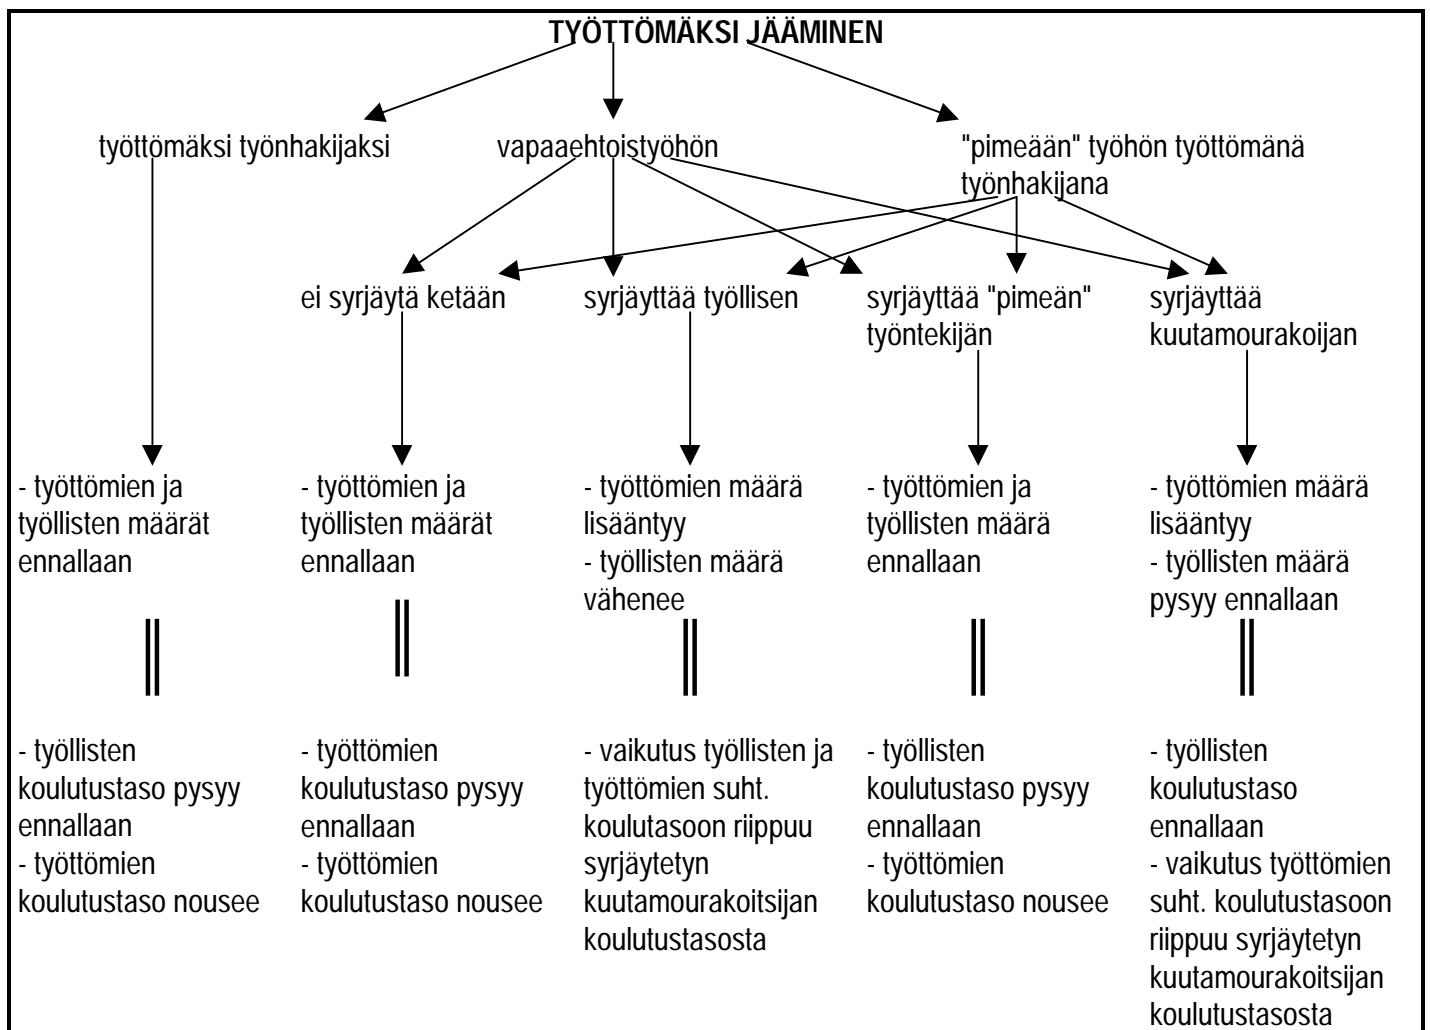 TYÖTTÖMÄKSI JÄÄMINEN
työttömäksi työnhakijaksi
vapaaehtoistyöhön
"pimeään" työhön työttömänä
työnhakijana
ei syrjäytä ketään
syrjäyttää työllisen
syrjäyttää "pimeän"
työntekijän
syrjäyttää
kuutamourakoijan
- työttömien ja
työllisten määrät
ennallaan
- työttömien ja
työllisten määrät
ennallaan
- työttömien määrä
lisääntyy
- työllisten määrä
vähenee
- työttömien ja
työllisten määrä
ennallaan
- työttömien määrä
lisääntyy
- työllisten määrä
pysyy ennallaan
- työllisten
koulutustaso pysyy
ennallaan
- työttömien
koulutustaso nousee
- työttömien
koulutustaso pysyy
ennallaan
- työttömien
koulutustaso nousee
- vaikutus työllisten ja
työttömien suht.
koulutasoon riippuu
syrjäytetyn
kuutamourakoitsijan
koulutustasosta
- työllisten
koulutustaso pysyy
ennallaan
- työttömien
koulutustaso nousee
- työllisten
koulutustaso
ennallaan
- vaikutus työttömien
suht. koulutustasoon
riippuu syrjäytetyn
kuutamourakoitsijan
koulutustasosta